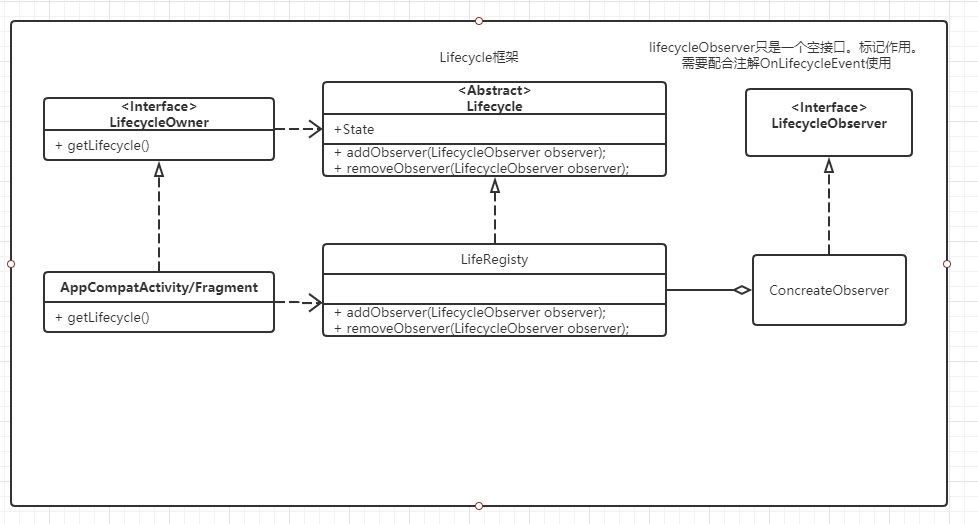 Lifecycle框架
lifecycleObserver只是一个空接口。标记作用。
需要配合注解OnLifecycleEvent使用
<Interface>
LifecycleOwner
+ getLifecycle()
<Abstract>
Lifecycle
+State
+ addObserver(LifecycleObserver observer);
+ removeObserver(LifecycleObserver observer);
<Interface>
LifecycleObserver
AppCompatActivity/Fragment
+ getLifecycle()
LifeRegisty
+ addObserver(LifecycleObserver observer);
+ removeObserver(LifecycleObserver observer);
ConcreateObserver